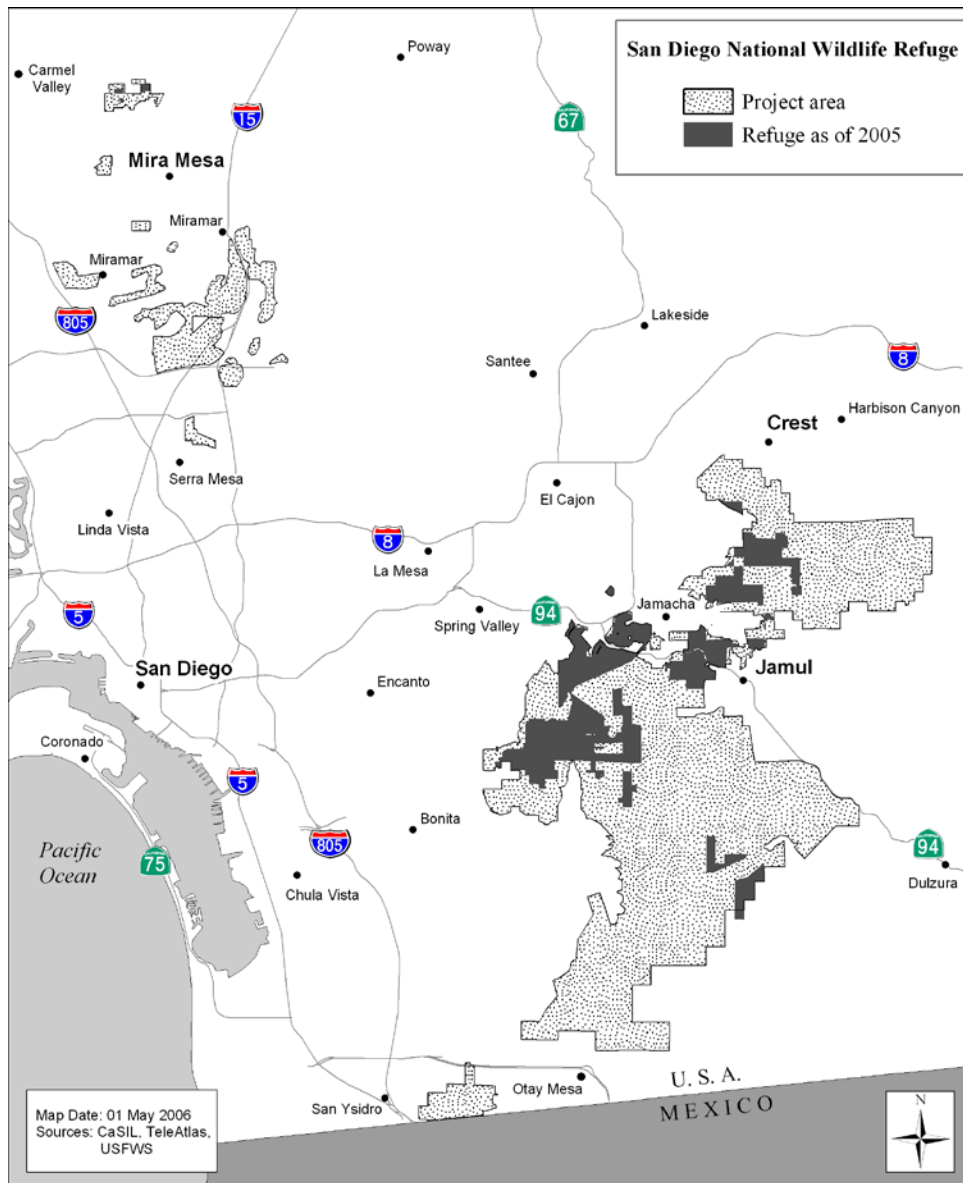 San Diego National Wildlife Refuge
Project area
Refuge as of 2005
Poway
Carmel
Valley
15
67
Mira Mesa
Miramar
Miramar
805
Lakeside
Santee
8
Harbison Canyon
Crest
Serra Mesa
El Cajon
Linda Vista
8
La Mesa
5
94
Spring Valley
Jamacha
San Diego
Jamul
Encanto
Coronado
5
Bonita
805
94
Pacific
Ocean
75
Dulzura
Chula Vista
Otay Mesa
U. S. A.
MEXICO
San Ysidro
Map Date: 01 May 2006
Sources: CaSIL, TeleAtlas,
USFWS
N